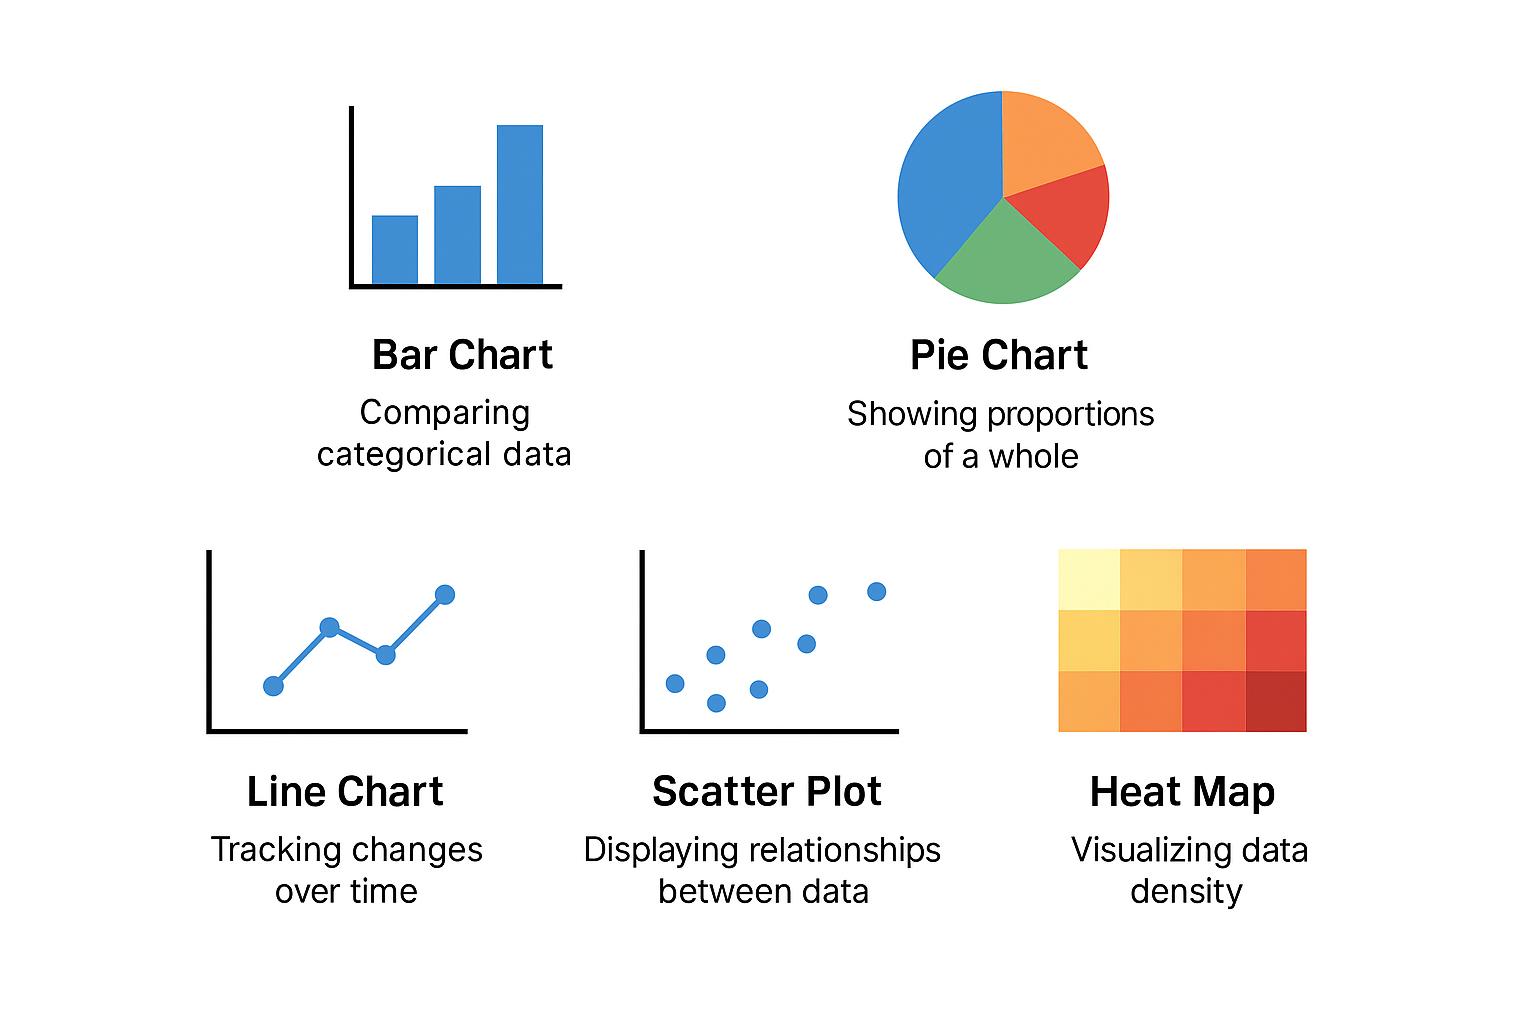 Bar Chart
Comparing
categorical data
Pie Chart
Showing proportions
of a whole
Line Chart
Tracking changes
over time
Scatter Plot
Displaying relationships
between data
Heat Map
Visualizing data
density